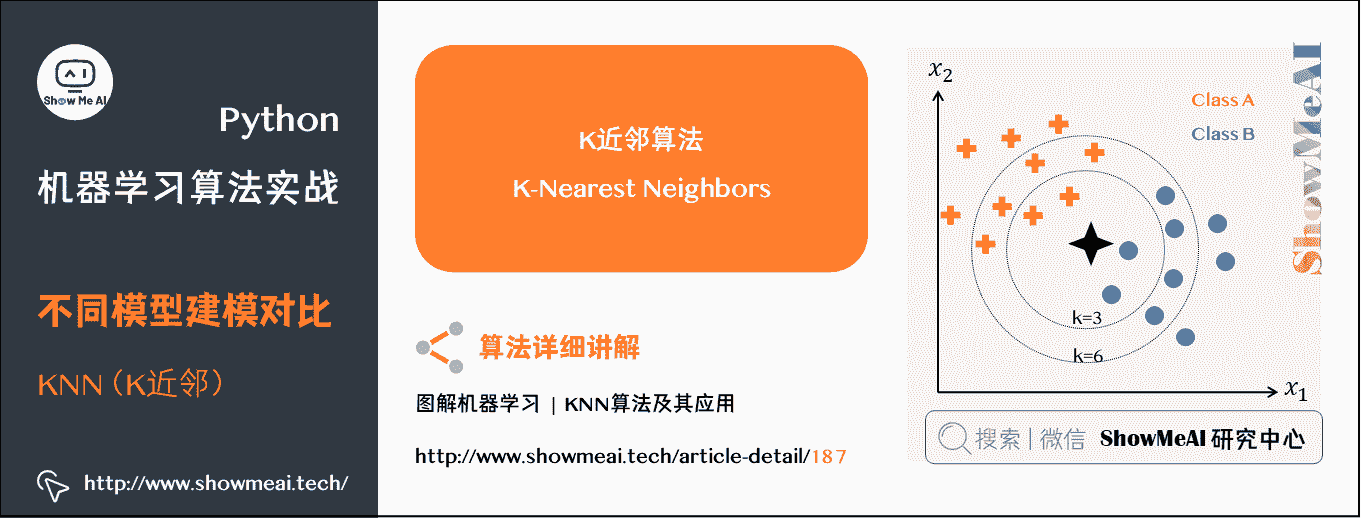 Show Me AI
Python
机器学习算法实战
不同模型建模对比
KNN（K近邻）
http://www.showmeai.tech/
K近邻算法
K-Nearest Neighbors
算法详细讲解
图解机器学习 | KNN算法及其应用
http://www.showmeai.tech/article-detail/187
x2
Class A
Class B
k=3
k=6
x1
ShowMeAI
搜索 | 微信 ShowMeAI 研究中心